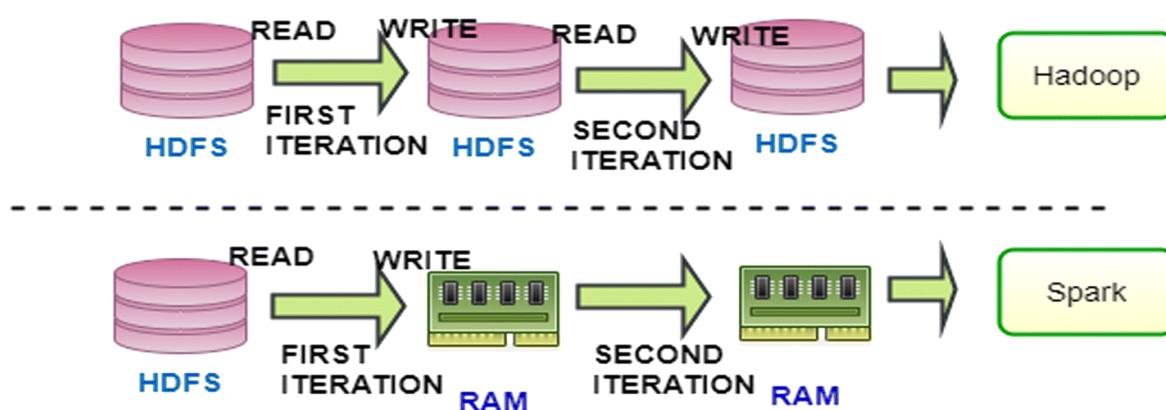 READ WRITE READ WRITE
Hadoop
FIRST
ITERATION
HDFS
HDFS
SECOND
ITERATION
HDFS
READ WRITE
Spark
FIRST
ITERATION
HDFS
RAM
SECOND
ITERATION
RAM